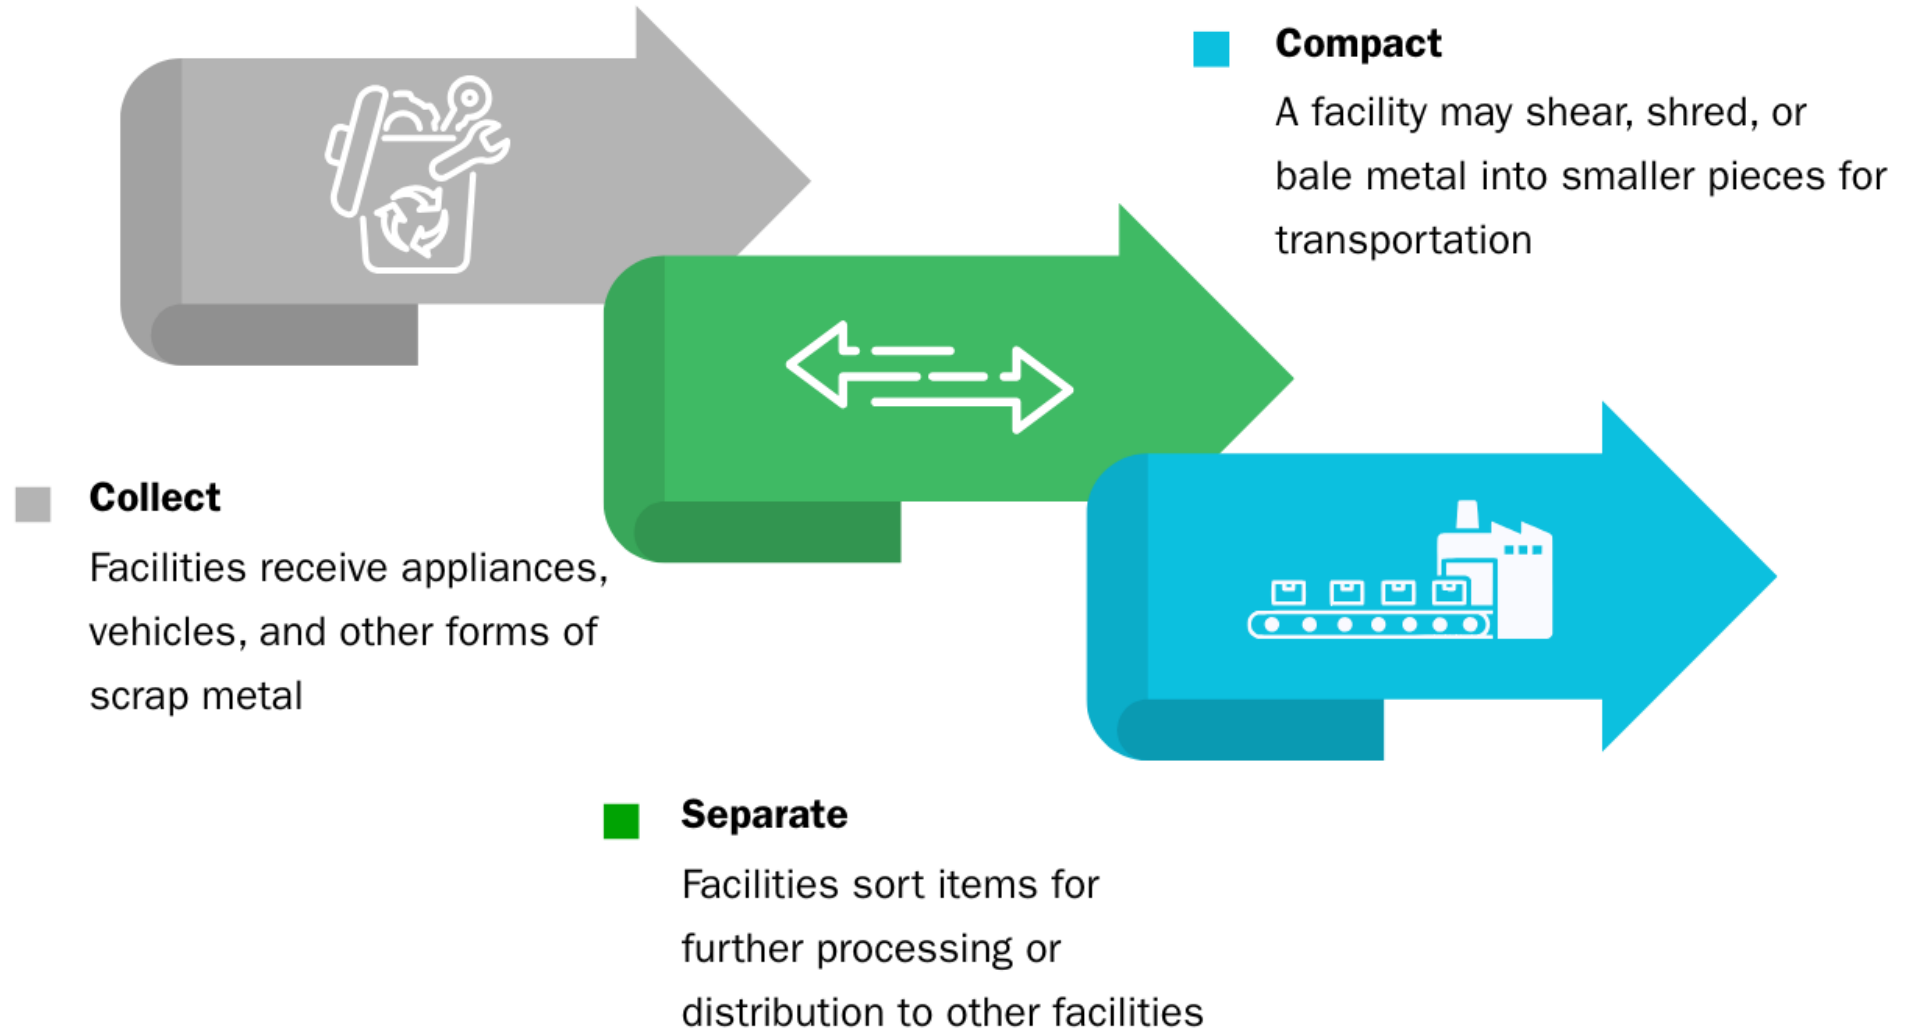 Collect
Facilities receive appliances,
vehicles, and other forms of
scrap metal
Separate
Facilities sort items for
further processing or
distribution to other facilities
Compact
A facility may shear, shred, or
bale metal into smaller pieces for
transportation